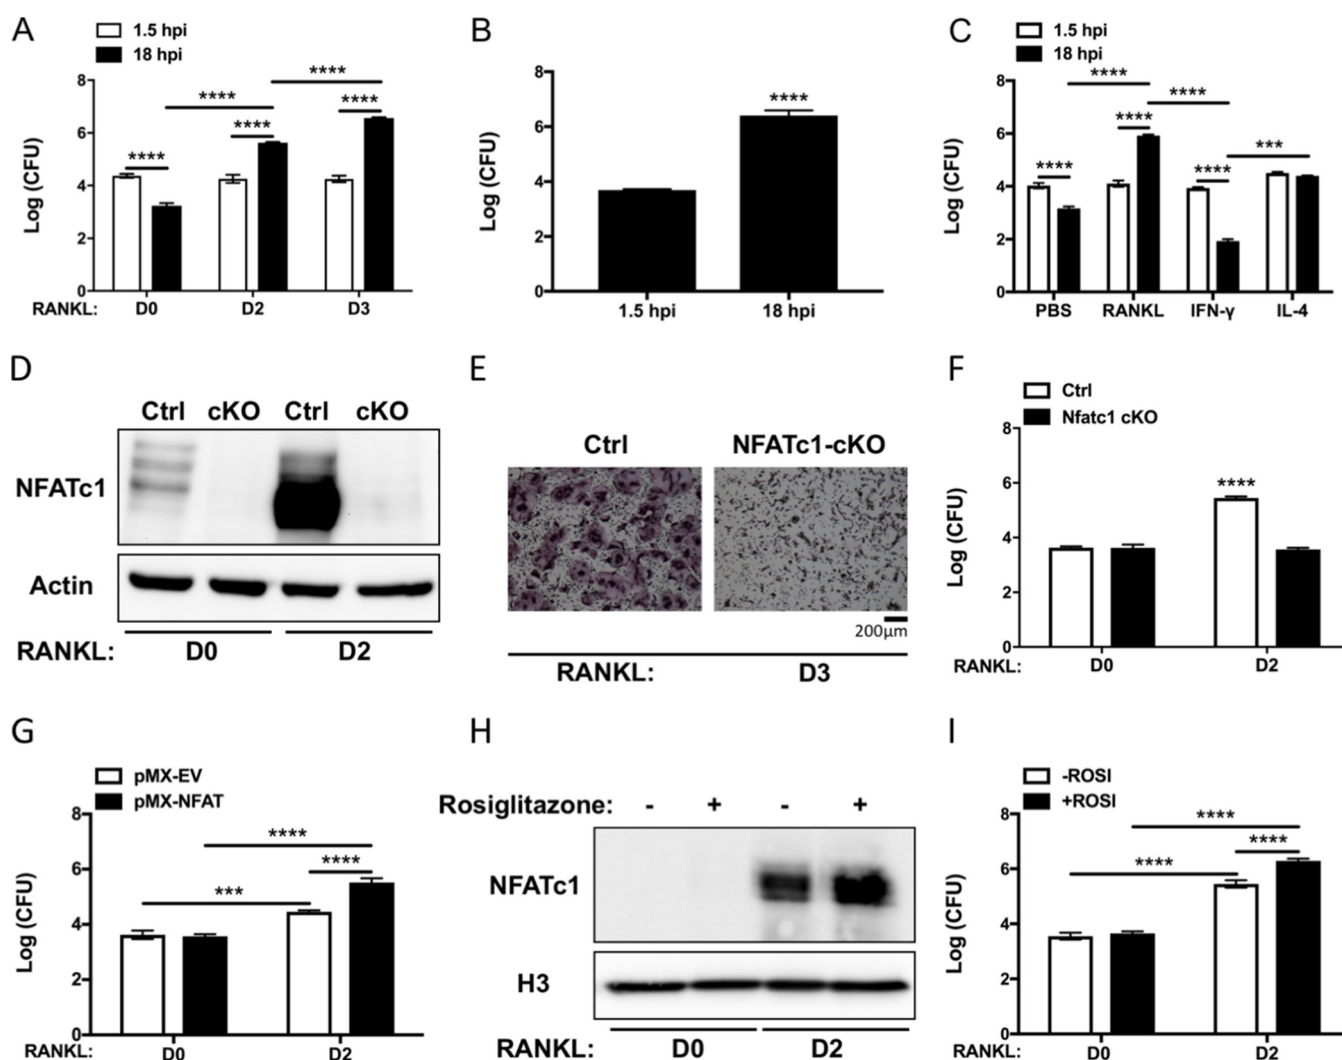 A
1.5 hpi
18 hpi
****
****
****
****
****
8
6
4
2
0
Log (CFU)
RANKL: D0 D2 D3
B
****
8
6
4
2
0
Log (CFU)
1.5 hpi 18 hpi
C
1.5 hpi
18 hpi
****
****
****
***
****
****
8
6
4
2
0
Log (CFU)
PBS RANKL IFN-γ IL-4
D
Ctrl cKO Ctrl cKO
NFATc1
Actin
RANKL: D0 D2
E
Ctrl NFATc1-cKO
200μm
RANKL: D3
F
Ctrl
Nfatc1 cKO
****
8
6
4
2
0
Log (CFU)
RANKL: D0 D2
G
pMX-EV
pMX-NFAT
****
****
***
8
6
4
2
0
Log (CFU)
RANKL: D0 D2
H
Rosiglitazone: - + - +
NFATc1
H3
RANKL: D0 D2
I
-ROSI
+ROSI
****
****
****
8
6
4
2
0
Log (CFU)
RANKL: D0 D2